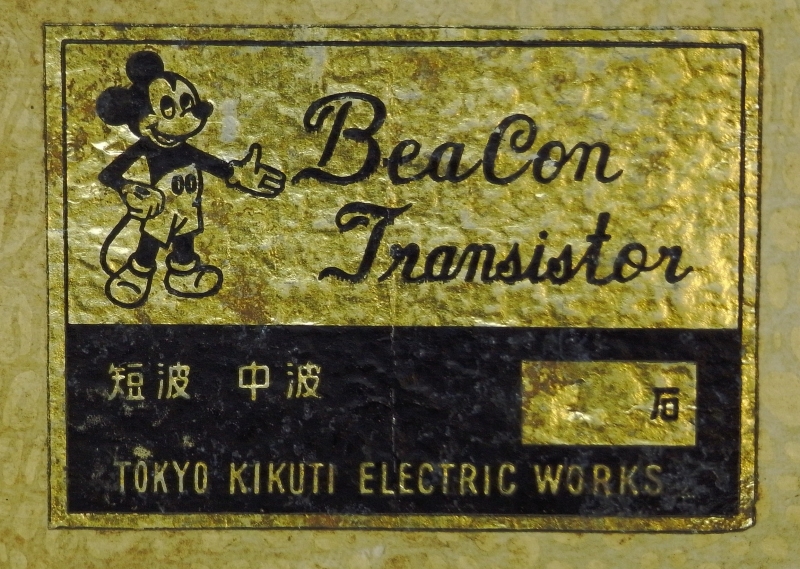 BeaCon
Transistor
短波 中波
石
TOKYO KIKUTI ELECTRIC WORKS